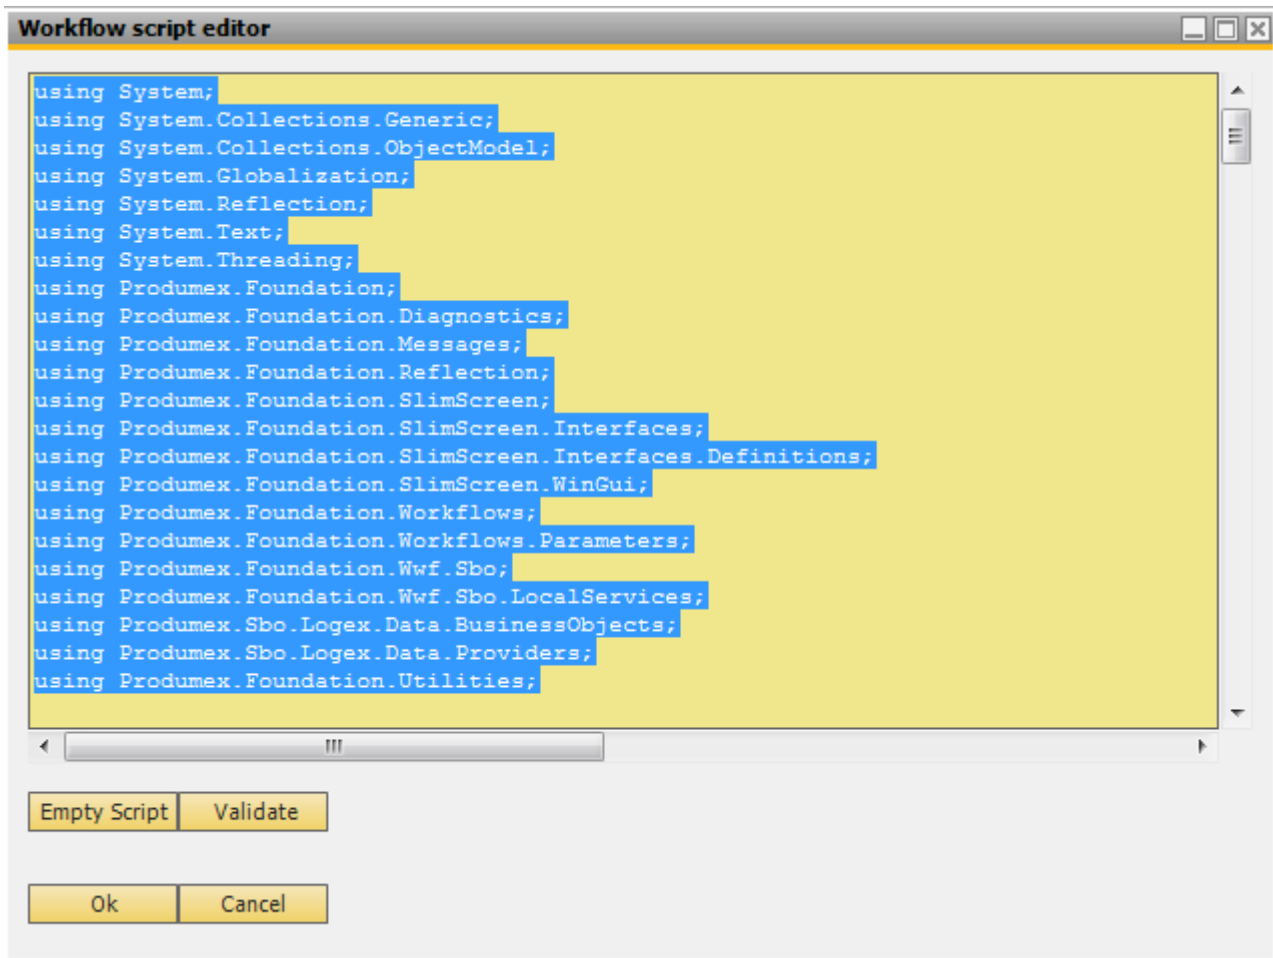 Workflow script editor
using System;
using System.Collections.Generic;
using System.Collections.ObjectModel;
using System.Globalization;
using System.Reflection;
using System.Text;
using System.Threading;
using Produmex.Foundation;
using Produmex.Foundation.Diagnostics;
using Produmex.Foundation.Messages;
using Produmex.Foundation.Reflection;
using Produmex.Foundation.SlimScreen;
using Produmex.Foundation.SlimScreen.Interfaces;
using Produmex.Foundation.SlimScreen.Interfaces.Definitions;
using Produmex.Foundation.SlimScreen.WinGui;
using Produmex.Foundation.Workflows;
using Produmex.Foundation.Workflows.Parameters;
using Produmex.Foundation.Wwf.Sbo;
using Produmex.Foundation.Wwf.Sbo.LocalServices;
using Produmex.Sbo.Logex.Data.BusinessObjects;
using Produmex.Sbo.Logex.Data.Providers;
using Produmex.Foundation.Utilities;
Empty Script Validate
Ok Cancel